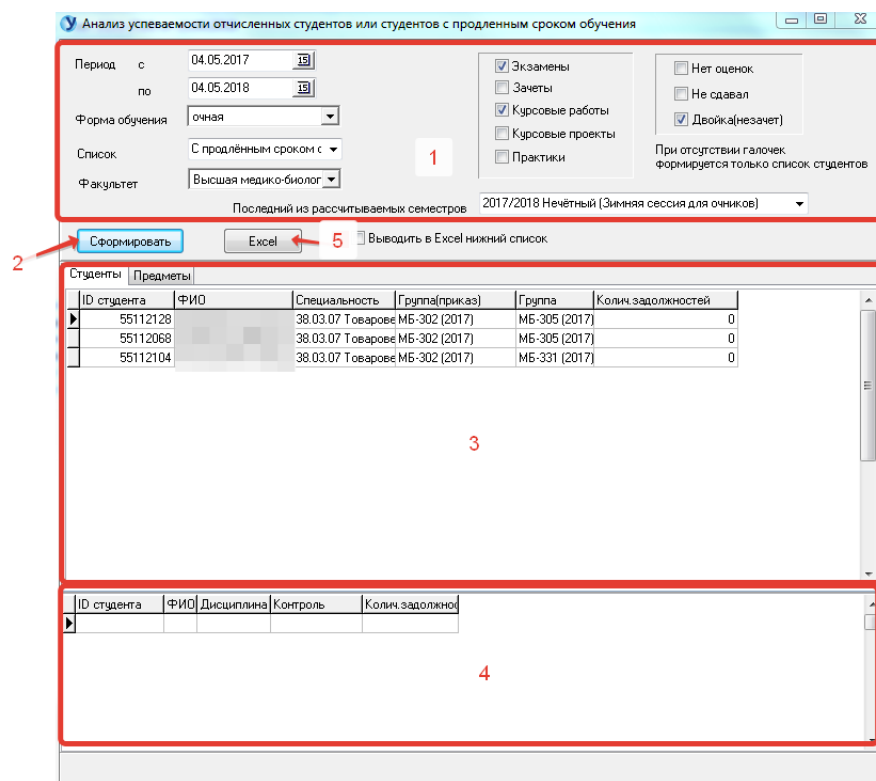 Анализ успеваемости отчисленных студентов или студентов с продленным сроком обучения
Период с 04.05.2017 15
по 04.05.2018 15
Форма обучения очная
Список С продлённым сроком с
Факультет Высшая медико-биолог
Экзамены
Зачеты
Курсовые работы
Курсовые проекты
Практики
Нет оценок
Не сдавал
Двойка(незачет)
При отсутствии галочек
формируется только список студентов
1
Последний из рассчитываемых семестров 2017/2018 Нечётный (Зимняя сессия для очников)
2 Сформировать Excel 5 Выводить в Excel нижний список
Студенты Предметы
ID студента ФИО Специальность Группа(приказ) Группа Колич.задолжностей
55112128 38.03.07 Товарове МБ-302 (2017) МБ-305 (2017) 0
55112068 38.03.07 Товарове МБ-302 (2017) МБ-305 (2017) 0
55112104 38.03.07 Товарове МБ-302 (2017) МБ-331 (2017) 0
3
ID студента ФИО Дисциплина Контроль Колич.задолжнос
4